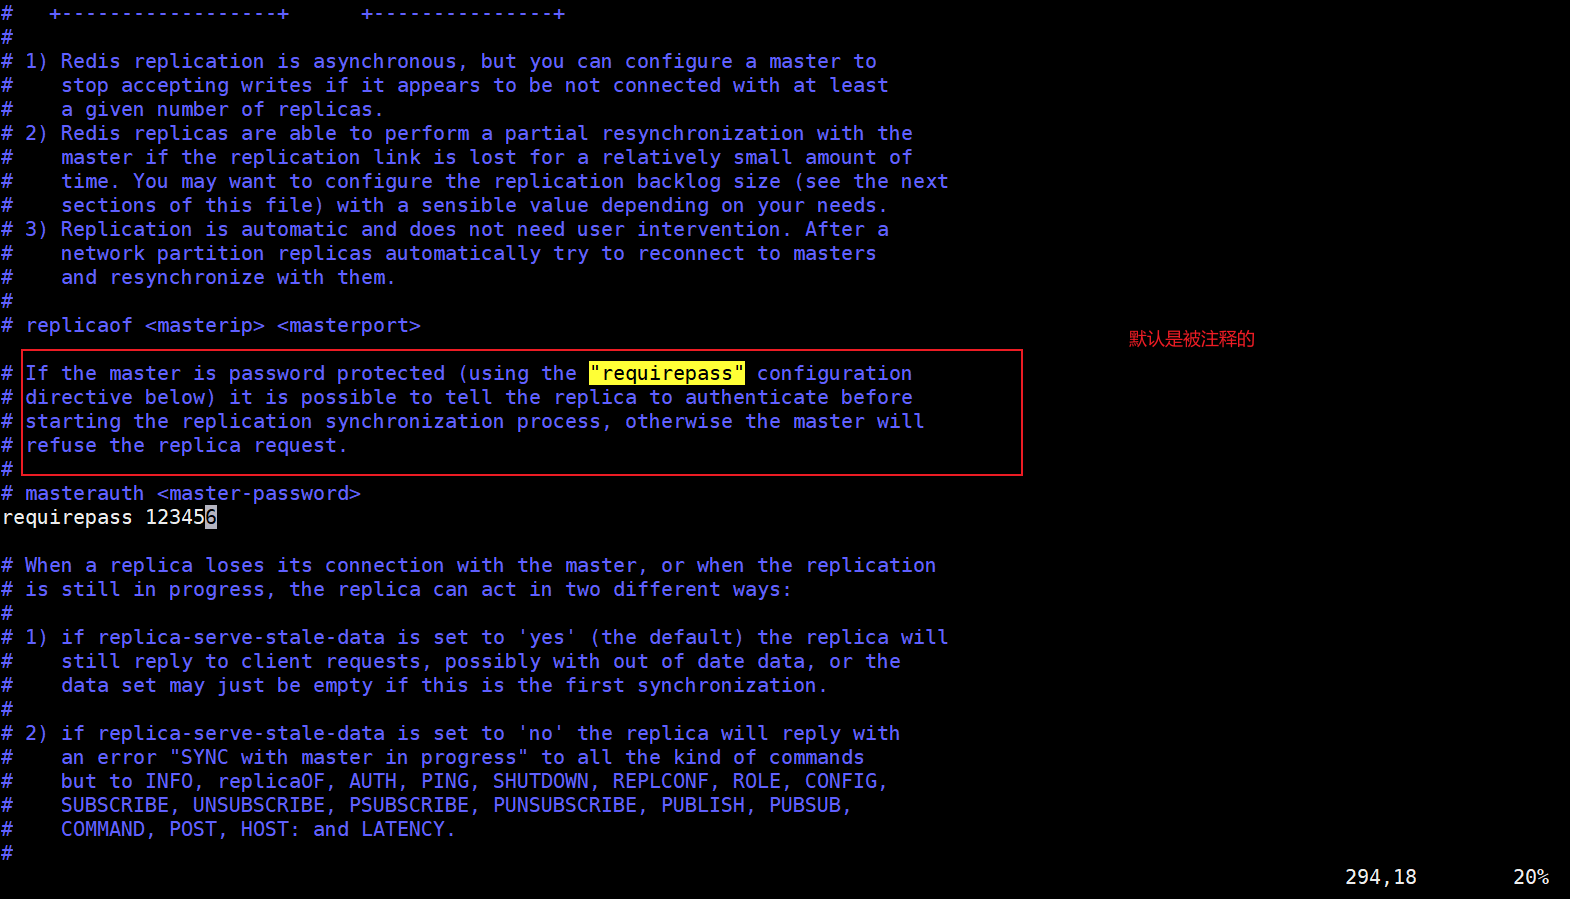 #   +------------------+      +---------------+
#
# 1) Redis replication is asynchronous, but you can configure a master to
#    stop accepting writes if it appears to be not connected with at least
#    a given number of replicas.
# 2) Redis replicas are able to perform a partial resynchronization with the
#    master if the replication link is lost for a relatively small amount of
#    time. You may want to configure the replication backlog size (see the next
#    sections of this file) with a sensible value depending on your needs.
# 3) Replication is automatic and does not need user intervention. After a
#    network partition replicas automatically try to reconnect to masters
#    and resynchronize with them.
#
# replicaof <masterip> <masterport>
默认是被注释的
# If the master is password protected (using the "requirepass" configuration
# directive below) it is possible to tell the replica to authenticate before
# starting the replication synchronization process, otherwise the master will
# refuse the replica request.
#
# masterauth <master-password>
requirepass 123456
# When a replica loses its connection with the master, or when the replication
# is still in progress, the replica can act in two different ways:
#
# 1) if replica-serve-stale-data is set to 'yes' (the default) the replica will
#    still reply to client requests, possibly with out of date data, or the
#    data set may just be empty if this is the first synchronization.
#
# 2) if replica-serve-stale-data is set to 'no' the replica will reply with
#    an error "SYNC with master in progress" to all the kind of commands
#    but to INFO, replicaOF, AUTH, PING, SHUTDOWN, REPLCONF, ROLE, CONFIG,
#    SUBSCRIBE, UNSUBSCRIBE, PSUBSCRIBE, PUNSUBSCRIBE, PUBLISH, PUBSUB,
#    COMMAND, POST, HOST: and LATENCY.
#
294,18        20%